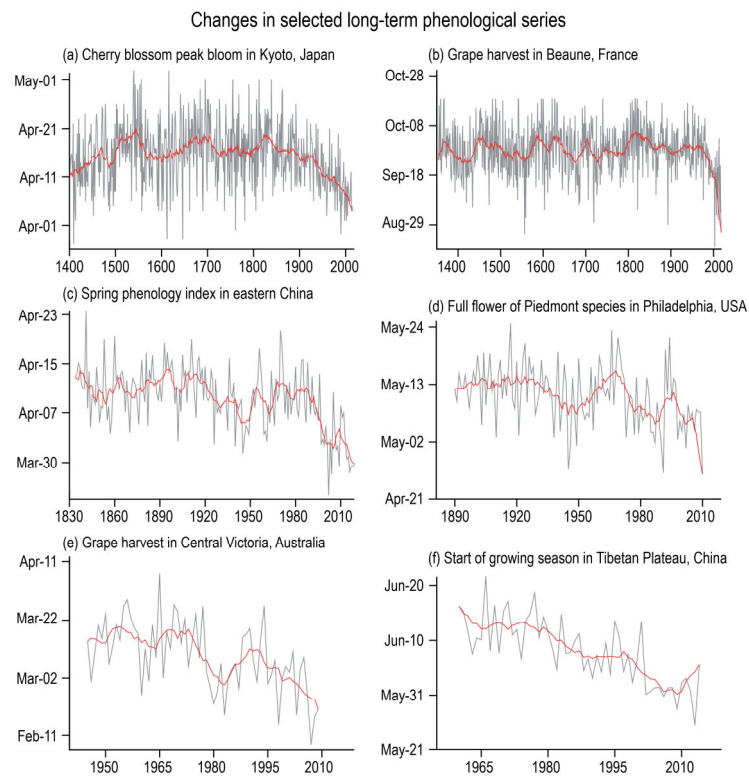 Changes in selected long-term phenological series
(a) Cherry blossom peak bloom in Kyoto, Japan
May-01
Apr-21
Apr-11
Apr-01
1400 1500 1600 1700 1800 1900 2000
(b) Grape harvest in Beaune, France
Oct-28
Oct-08
Sep-18
Aug-29
1400 1500 1600 1700 1800 1900 2000
(c) Spring phenology index in eastern China
Apr-23
Apr-15
Apr-07
Mar-30
1830 1860 1890 1920 1950 1980 2010
(d) Full flower of Piedmont species in Philadelphia, USA
May-24
May-13
May-02
Apr-21
1890 1920 1950 1980 2010
(e) Grape harvest in Central Victoria, Australia
Apr-11
Mar-22
Mar-02
Feb-11
1950 1965 1980 1995 2010
(f) Start of growing season in Tibetan Plateau, China
Jun-20
Jun-10
May-31
May-21
1965 1980 1995 2010